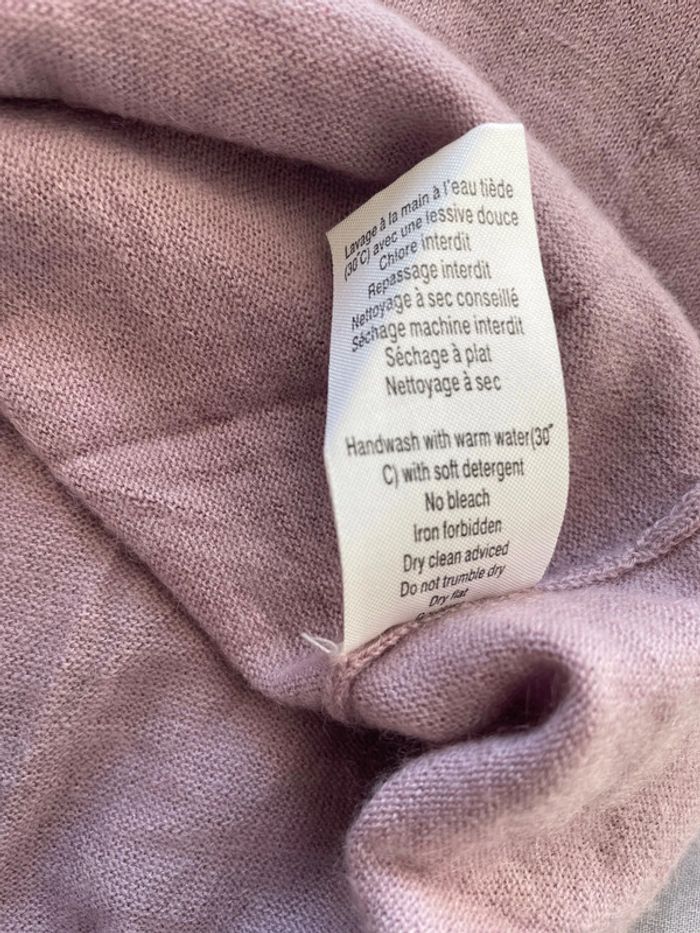 Lavage à la main à l'eau tiède
(30°C) avec une lessive douce
Chlore interdit
Repassage interdit
Nettoyage à sec conseillé
Séchage machine interdit
Séchage à plat
Nettoyage à sec
Handwash with warm water(30°
C) with soft detergent
No bleach
Iron forbidden
Dry clean adviced
Do not trumble dry
Dry flat